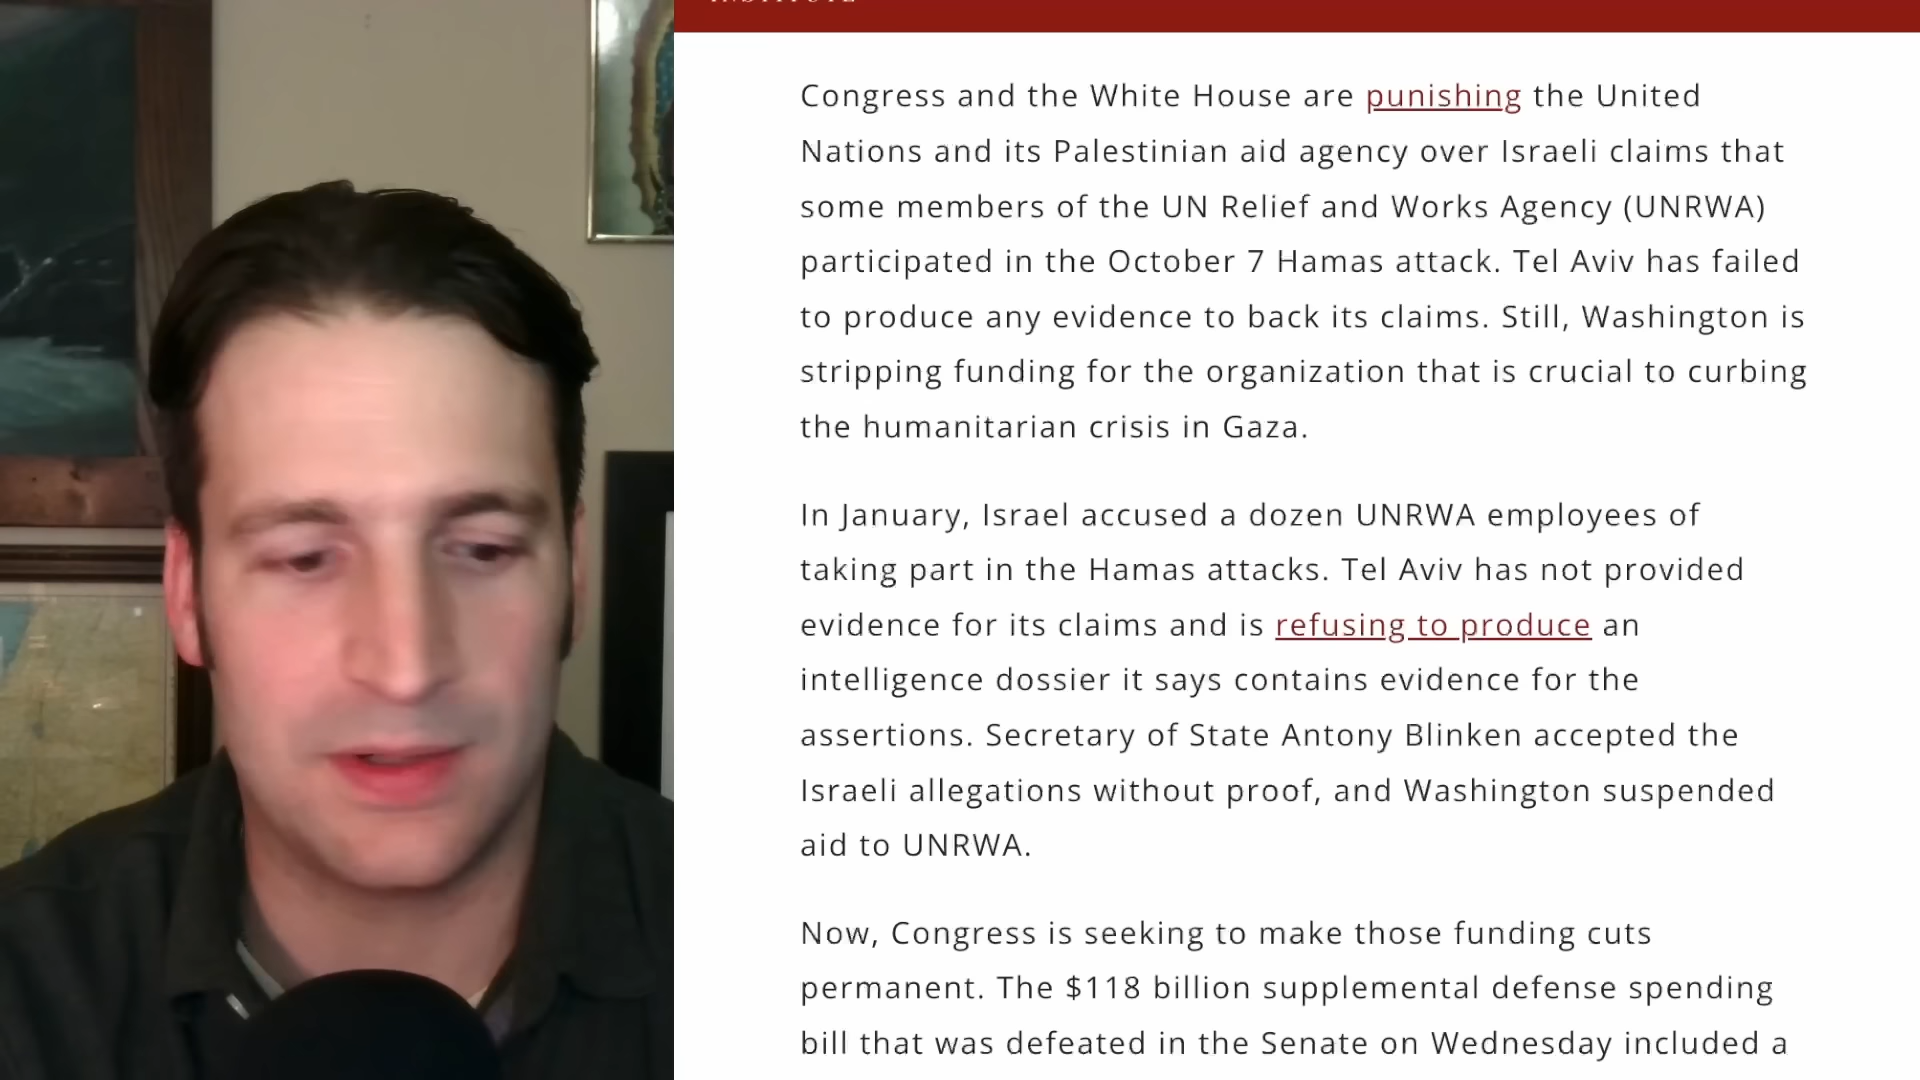 INSTITUTE
Congress and the White House are punishing the United
Nations and its Palestinian aid agency over Israeli claims that
some members of the UN Relief and Works Agency (UNRWA)
participated in the October 7 Hamas attack. Tel Aviv has failed
to produce any evidence to back its claims. Still, Washington is
stripping funding for the organization that is crucial to curbing
the humanitarian crisis in Gaza.
In January, Israel accused a dozen UNRWA employees of
taking part in the Hamas attacks. Tel Aviv has not provided
evidence for its claims and is refusing to produce an
intelligence dossier it says contains evidence for the
assertions. Secretary of State Antony Blinken accepted the
Israeli allegations without proof, and Washington suspended
aid to UNRWA.
Now, Congress is seeking to make those funding cuts
permanent. The $118 billion supplemental defense spending
bill that was defeated in the Senate on Wednesday included a